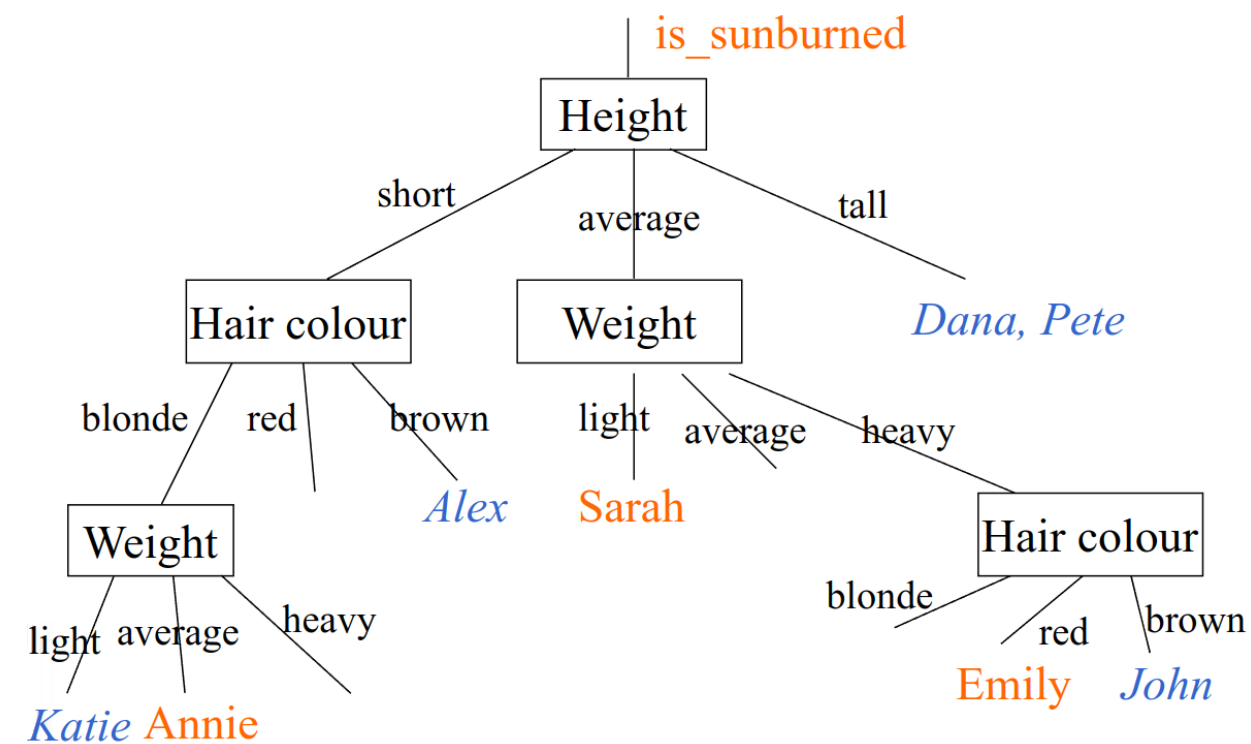 is_sunburned
Height
short
average
tall
Hair colour
Weight
Dana, Pete
blonde
red
brown
light
average
heavy
Alex
Sarah
Weight
Hair colour
light
average
heavy
blonde
red
brown
Katie
Annie
Emily
John